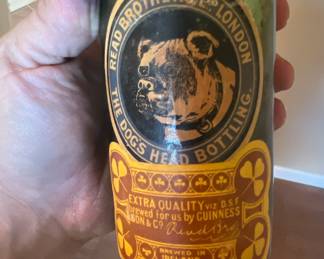 READ BROTHERS, LTD LONDON
THE DOGS HEAD BOTTLING.
EXTRA QUALITY VIZ D.S.E
Brewed for us by GUINNESS
SON & Co
BREWED IN
IRELAND